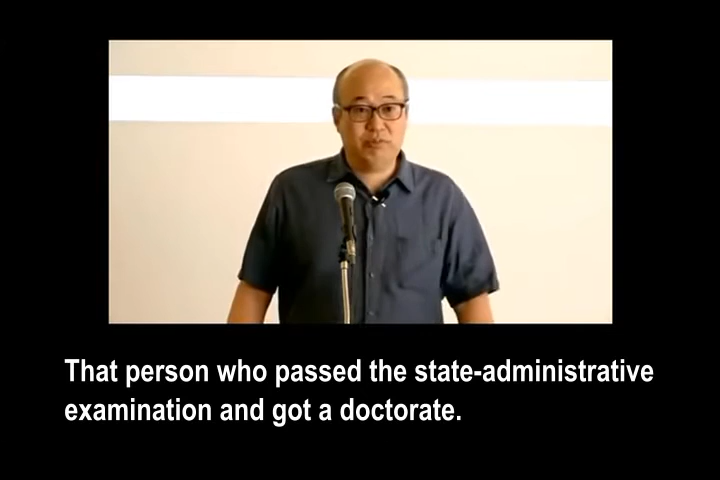 That person who passed the state-administrative
examination and got a doctorate.